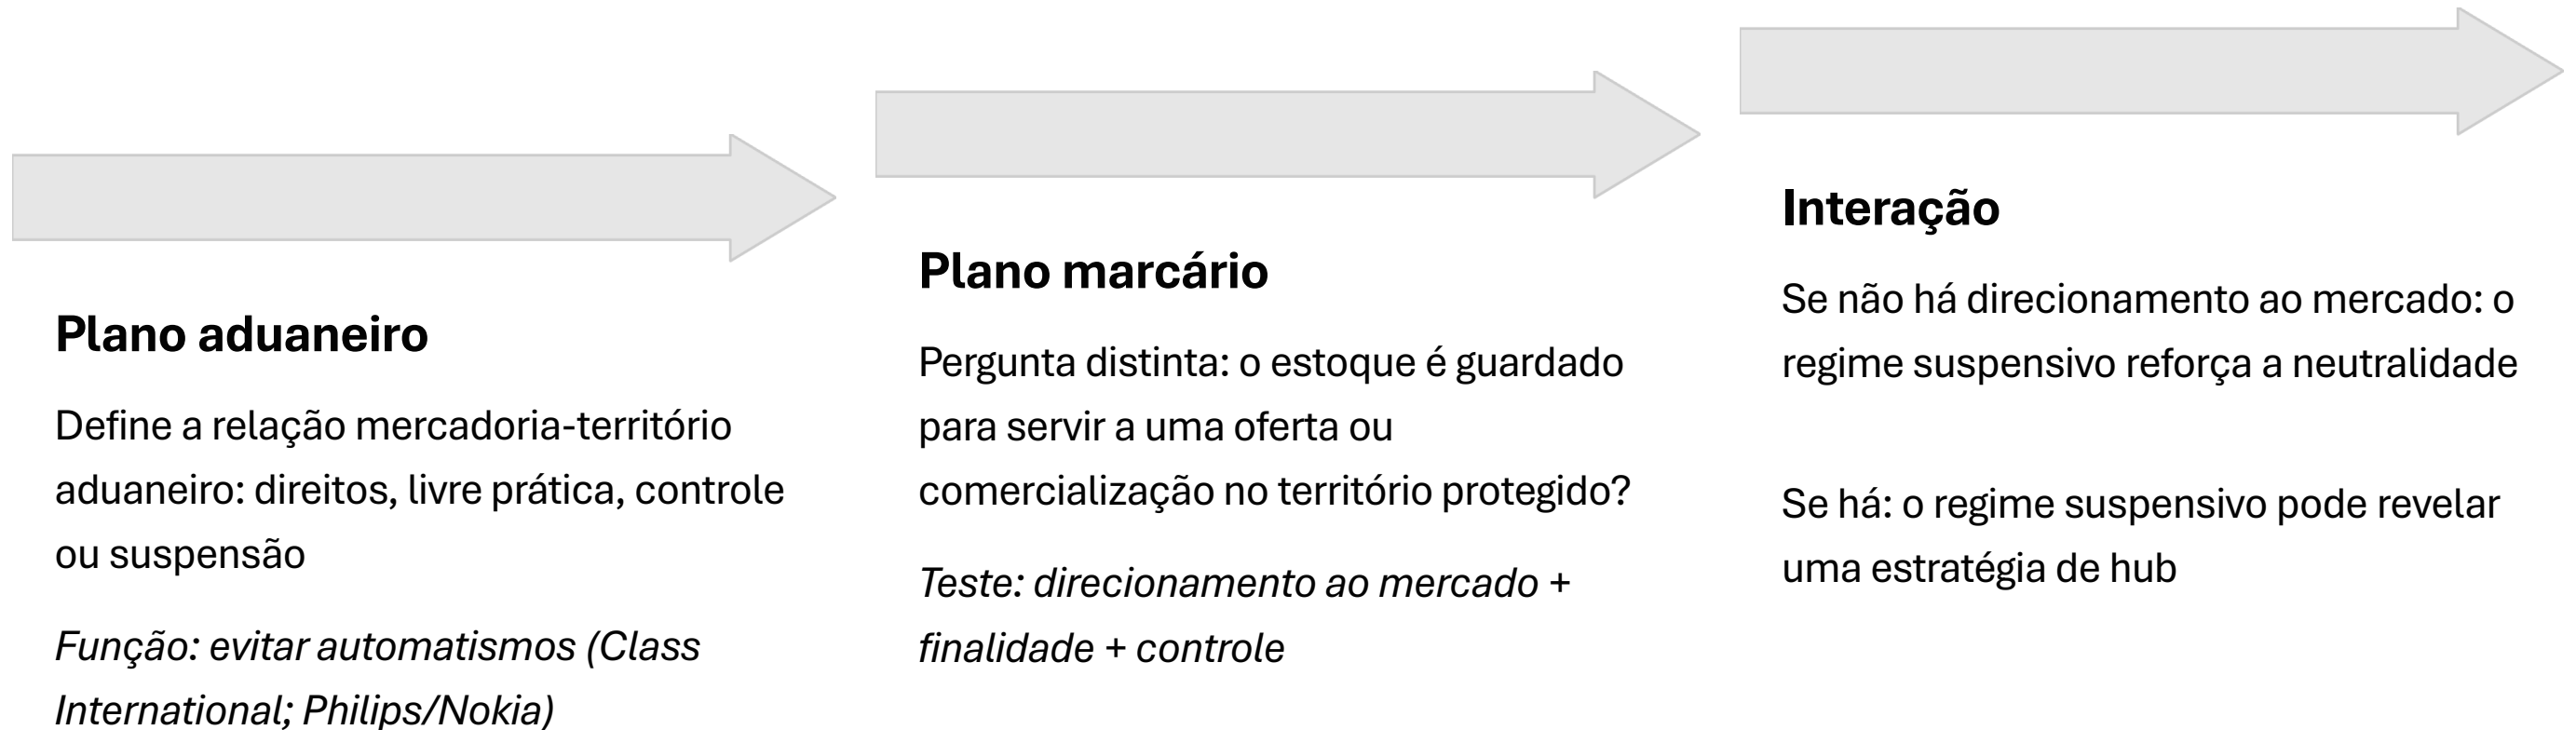 Plano aduaneiro
Define a relação mercadoria-território
aduaneiro: direitos, livre prática, controle
ou suspensão
Função: evitar automatismos (Class
International; Philips/Nokia)
Plano marcário
Pergunta distinta: o estoque é guardado
para servir a uma oferta ou
comercialização no território protegido?
Teste: direcionamento ao mercado +
finalidade + controle
Interação
Se não há direcionamento ao mercado: o
regime suspensivo reforça a neutralidade
Se há: o regime suspensivo pode revelar
uma estratégia de hub